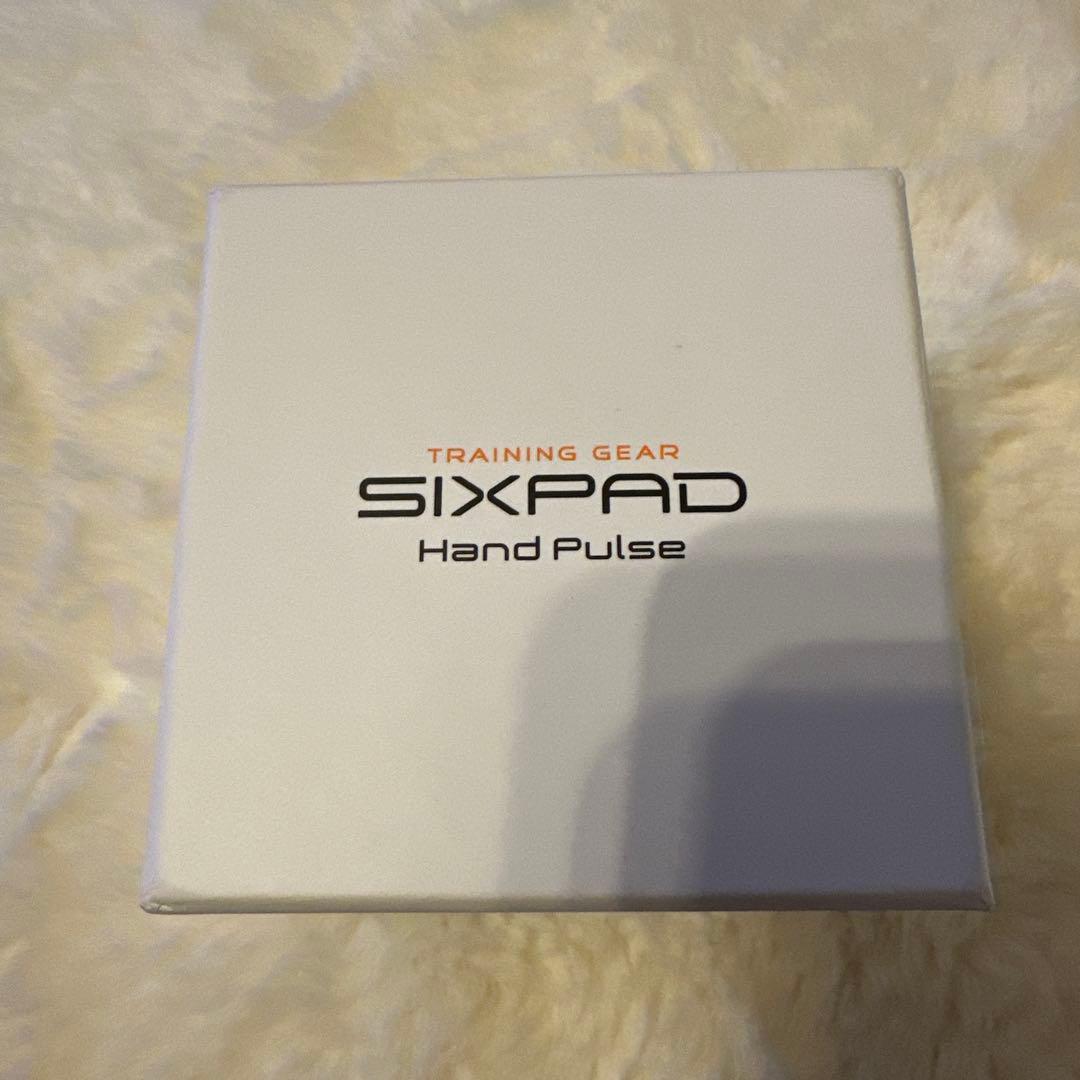 TRAINING GEAR
SIXPAD
Hand Pulse